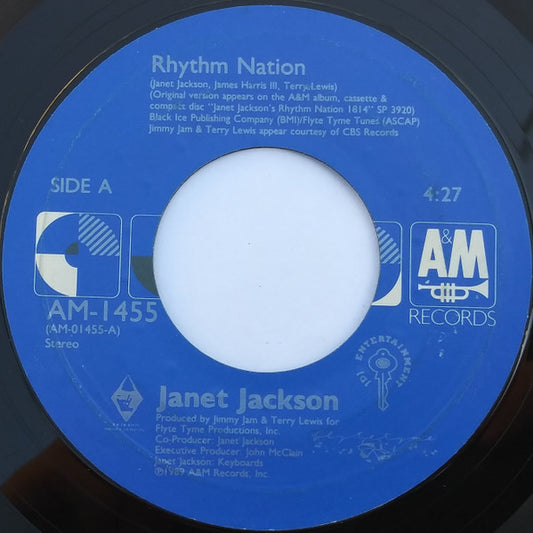 Rhythm Nation
(Janet Jackson, James Harris III, Terry Lewis)
(Original version appears on the A&M album, cassette &
compact disc "Janet Jackson's Rhythm Nation 1814" SP 3920)
Black Ice Publishing Company (BMI)/Flyte Tyme Tunes (ASCAP)
Jimmy Jam & Terry Lewis appear courtesy of CBS Records
SIDE A
4:27
A&M
RECORDS
AM-1455
(AM-01455-A)
Stereo
JDJ ENTERTAINMENT
Janet Jackson
Produced by Jimmy Jam & Terry Lewis for
Flyte Tyme Productions, Inc.
Co-Producer: Janet Jackson
Executive Producer: John McClain
Janet Jackson: Keyboards
℗1989 A&M Records, Inc.